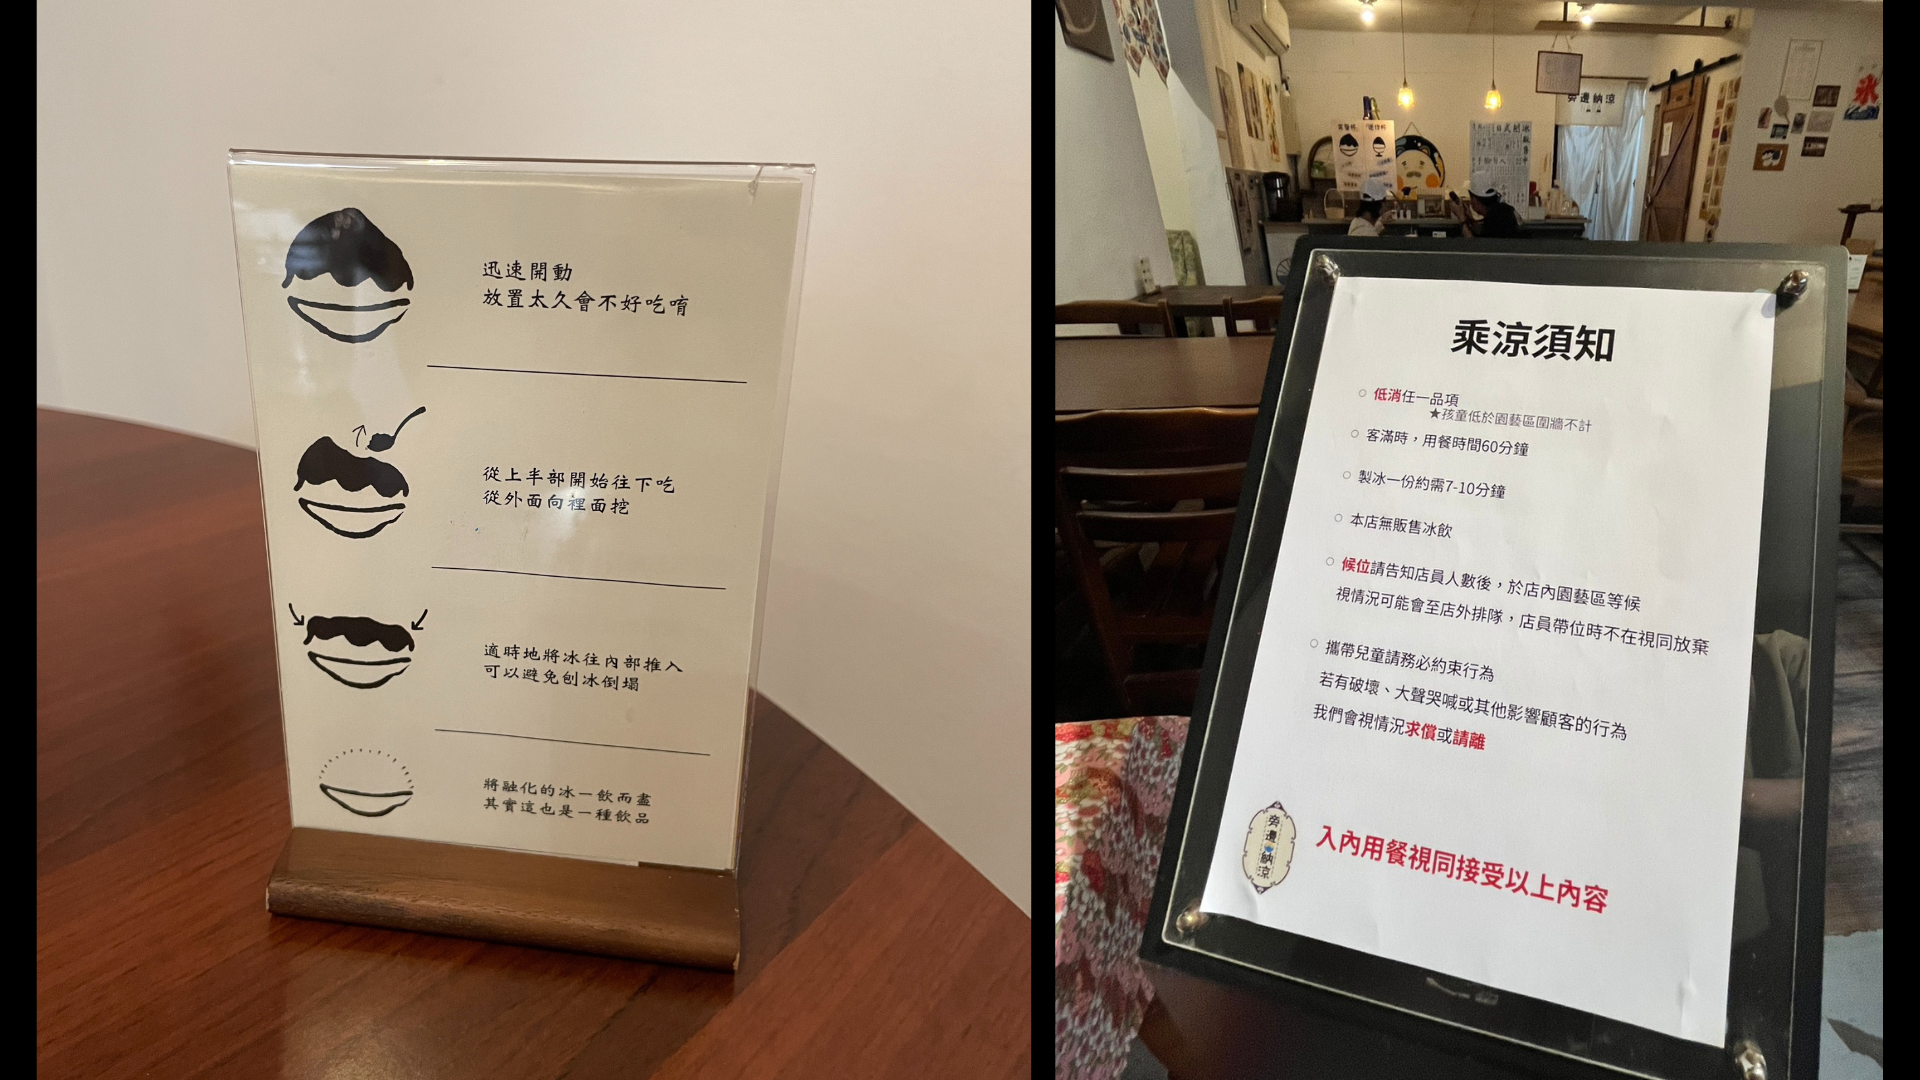 迅速開動
放置太久會不好吃唷
從上半部開始往下吃
從外面向裡面挖
適時地將冰往內部推入
可以避免刨冰倒塌
將融化的冰一飲而盡
其實這也是一種飲品
旁邊納涼
氷
乘涼須知
低消任一品項
★孩童低於園藝區圍牆不計
客滿時，用餐時間60分鐘
製冰一份約需7-10分鐘
本店無販售冰飲
候位請告知店員人數後，於店內園藝區等候
視情況可能會至店外排隊，店員帶位時不在視同放棄
攜帶兒童請務必約束行為
若有破壞、大聲哭喊或其他影響顧客的行為
我們會視情況求償或請離
旁邊納涼
入內用餐視同接受以上內容